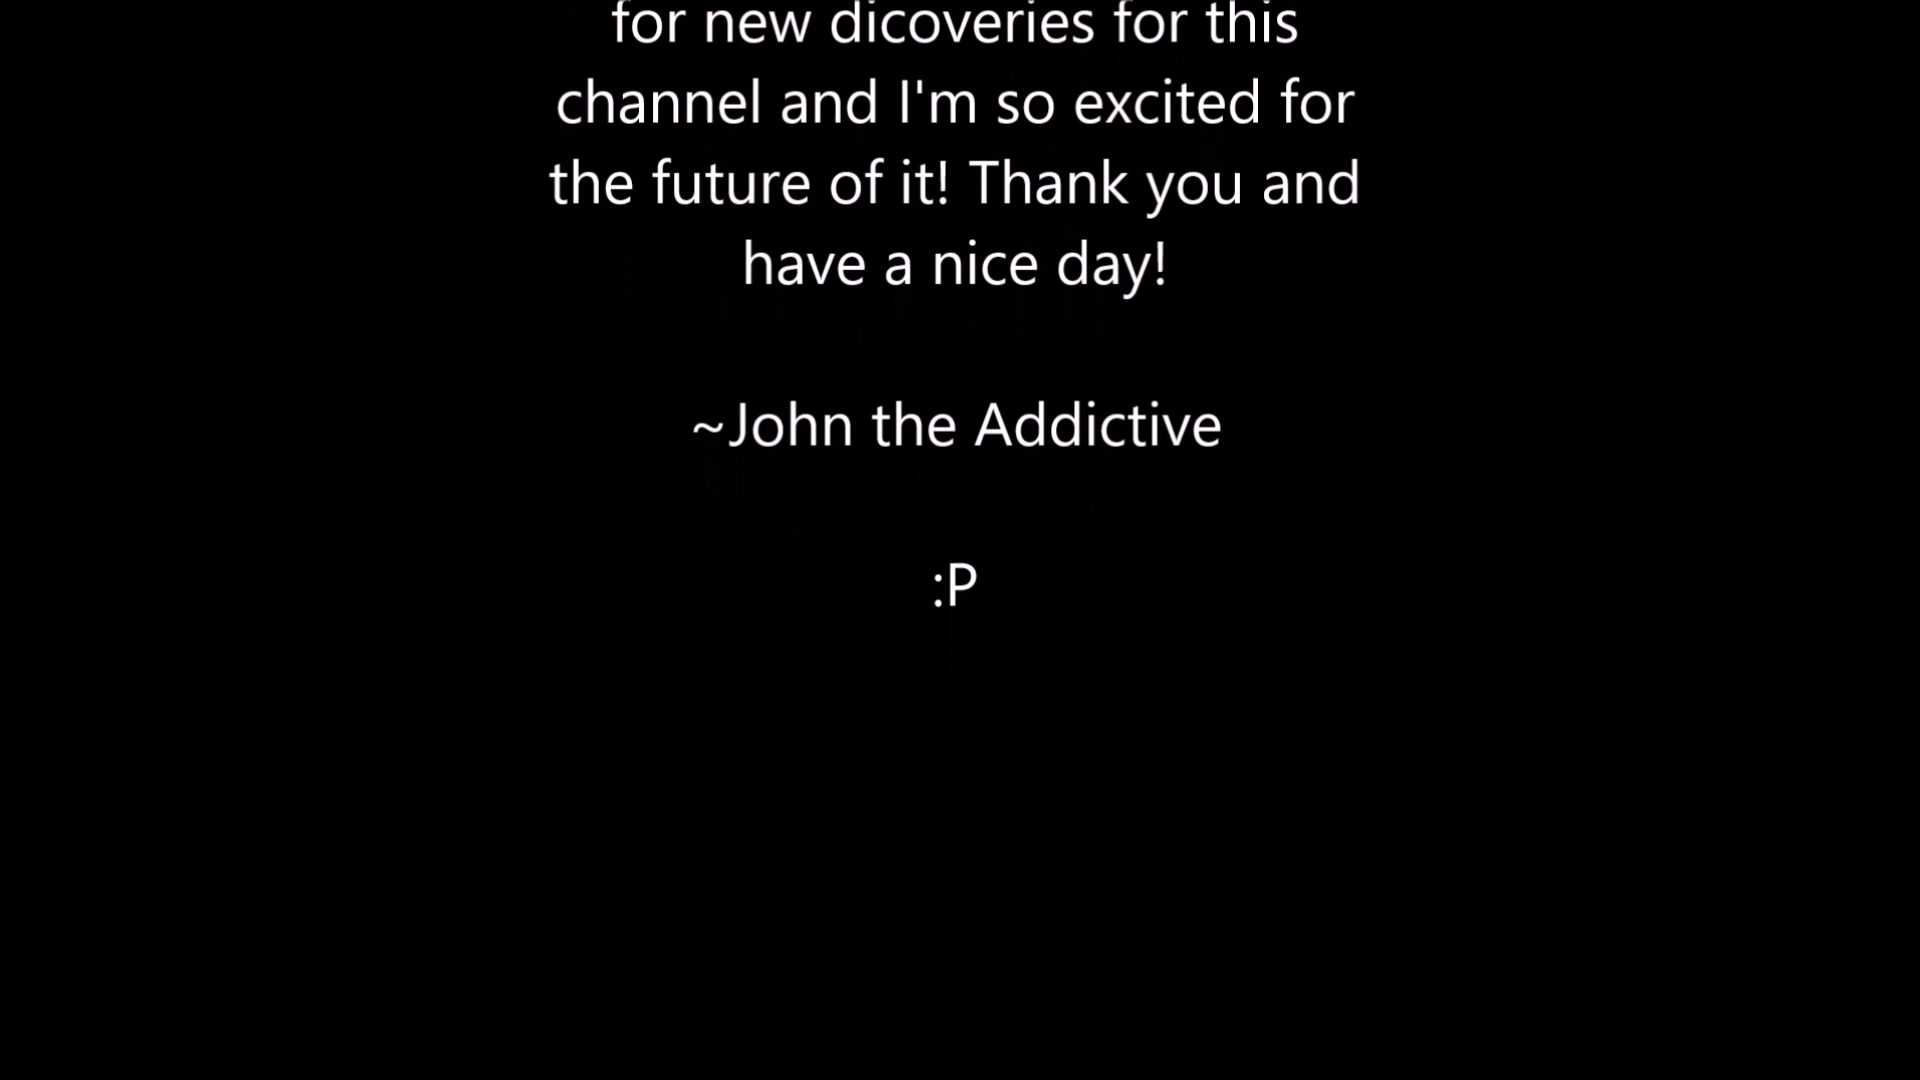 for new dicoveries for this
channel and I'm so excited for
the future of it! Thank you and
have a nice day!
~John the Addictive
:P